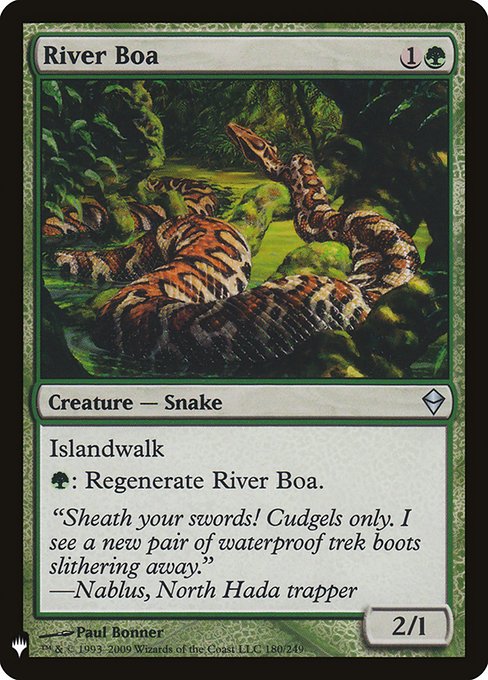 River Boa 1
Creature — Snake
Islandwalk
: Regenerate River Boa.
“Sheath your swords! Cudgels only. I
see a new pair of waterproof trek boots
slithering away.”
—Nablus, North Hada trapper
Paul Bonner
2/1
™ & © 1993–2009 Wizards of the Coast LLC 180/249